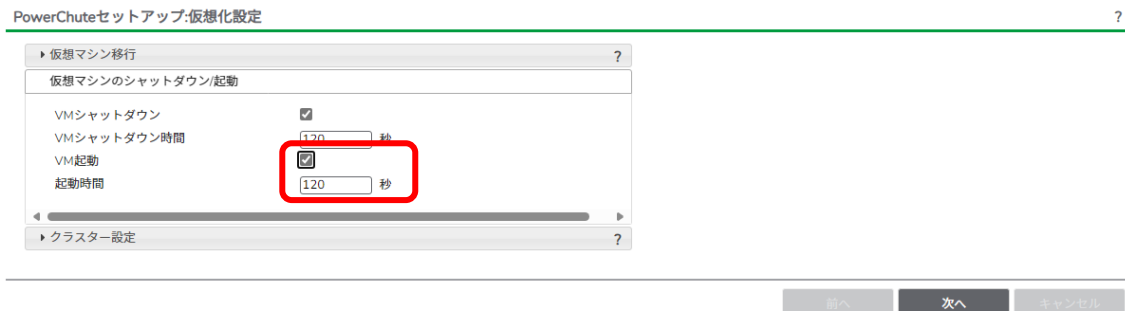 PowerChuteセットアップ:仮想化設定 ?
仮想マシン移行 ?
仮想マシンのシャットダウン/起動
VMシャットダウン
VMシャットダウン時間 120 秒
VM起動
起動時間 120 秒
クラスター設定 ?
前へ 次へ キャンセル